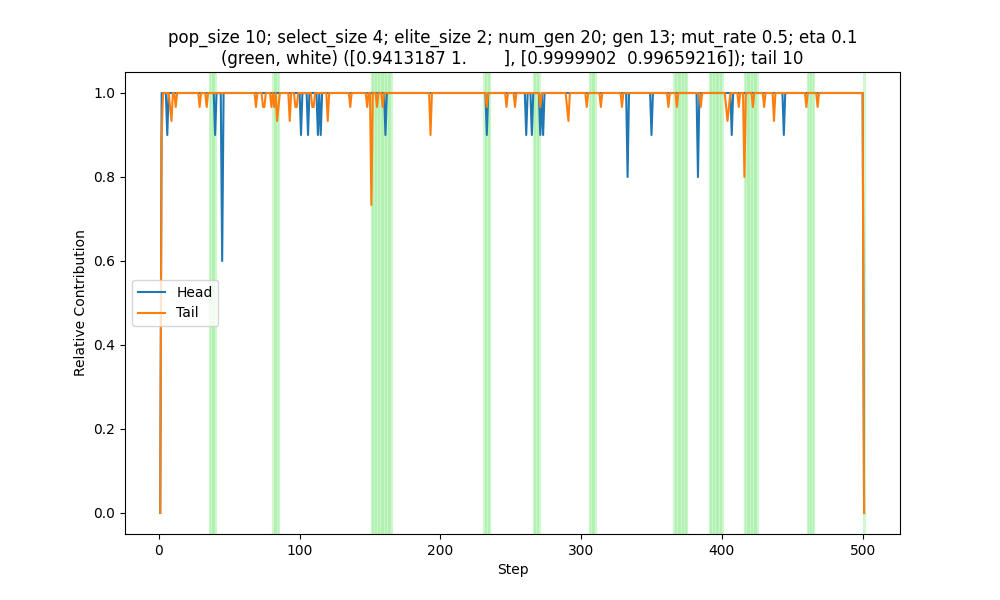 pop_size 10; select_size 4; elite_size 2; num_gen 20; gen 13; mut_rate 0.5; eta 0.1
(green, white) ([0.9413187 1.        ], [0.9999902  0.99659216]); tail 10
1.0
0.8
0.6
0.4
0.2
0.0
Relative Contribution
Head
Tail
0
100
200
300
400
500
Step